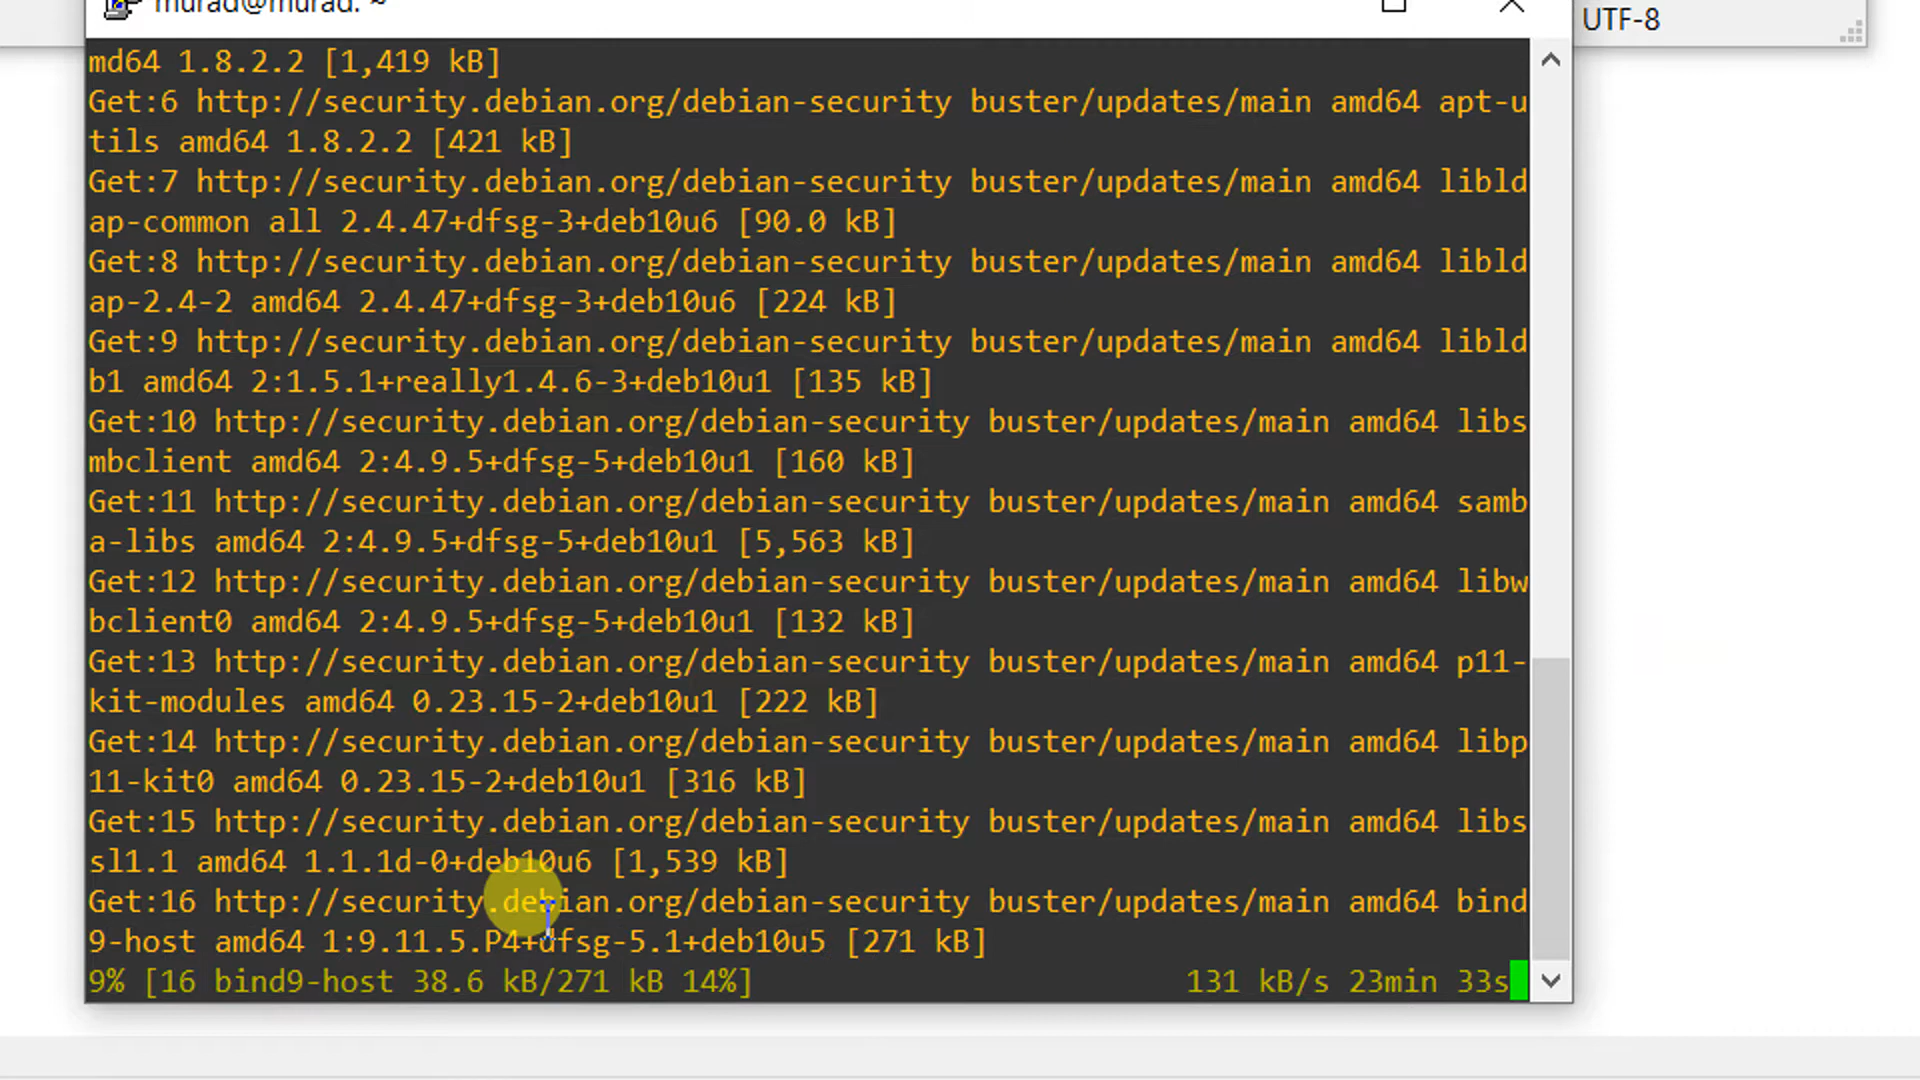 murad@murad: ~
UTF-8
md64 1.8.2.2 [1,419 kB]
Get:6 http://security.debian.org/debian-security buster/updates/main amd64 apt-u
tils amd64 1.8.2.2 [421 kB]
Get:7 http://security.debian.org/debian-security buster/updates/main amd64 libld
ap-common all 2.4.47+dfsg-3+deb10u6 [90.0 kB]
Get:8 http://security.debian.org/debian-security buster/updates/main amd64 libld
ap-2.4-2 amd64 2.4.47+dfsg-3+deb10u6 [224 kB]
Get:9 http://security.debian.org/debian-security buster/updates/main amd64 libld
b1 amd64 2:1.5.1+really1.4.6-3+deb10u1 [135 kB]
Get:10 http://security.debian.org/debian-security buster/updates/main amd64 libs
mbclient amd64 2:4.9.5+dfsg-5+deb10u1 [160 kB]
Get:11 http://security.debian.org/debian-security buster/updates/main amd64 samb
a-libs amd64 2:4.9.5+dfsg-5+deb10u1 [5,563 kB]
Get:12 http://security.debian.org/debian-security buster/updates/main amd64 libw
bclient0 amd64 2:4.9.5+dfsg-5+deb10u1 [132 kB]
Get:13 http://security.debian.org/debian-security buster/updates/main amd64 p11-
kit-modules amd64 0.23.15-2+deb10u1 [222 kB]
Get:14 http://security.debian.org/debian-security buster/updates/main amd64 libp
11-kit0 amd64 0.23.15-2+deb10u1 [316 kB]
Get:15 http://security.debian.org/debian-security buster/updates/main amd64 libs
sl1.1 amd64 1.1.1d-0+deb10u6 [1,539 kB]
Get:16 http://security.debian.org/debian-security buster/updates/main amd64 bind
9-host amd64 1:9.11.5.P4+dfsg-5.1+deb10u5 [271 kB]
9% [16 bind9-host 38.6 kB/271 kB 14%] 131 kB/s 23min 33s